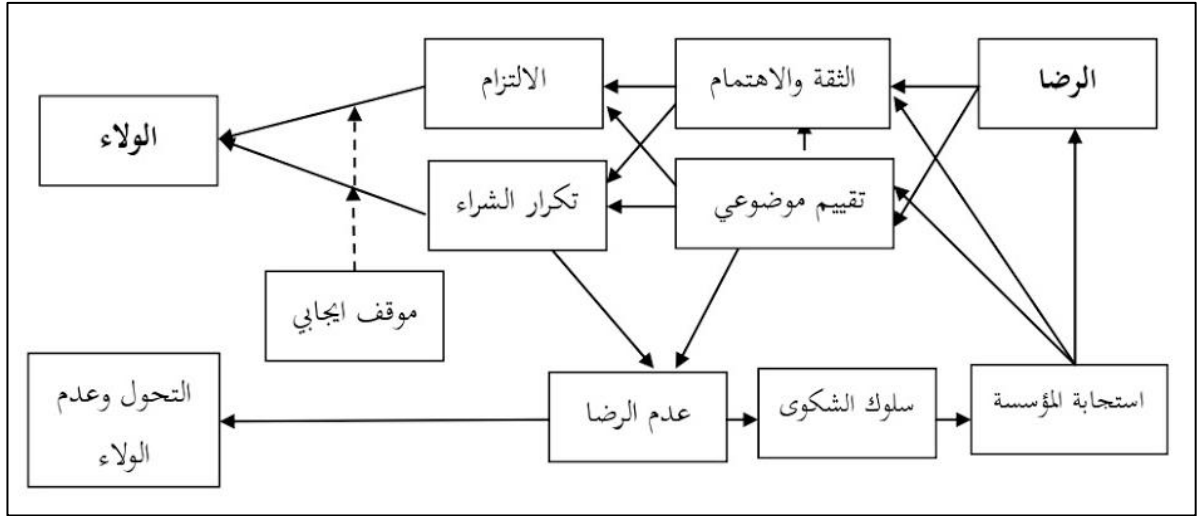 الرضا
الثقة والاهتمام
الالتزام
الولاء
تقييم موضوعي
تكرار الشراء
موقف ايجابي
استجابة المؤسسة
سلوك الشكوى
عدم الرضا
التحول وعدم
الولاء